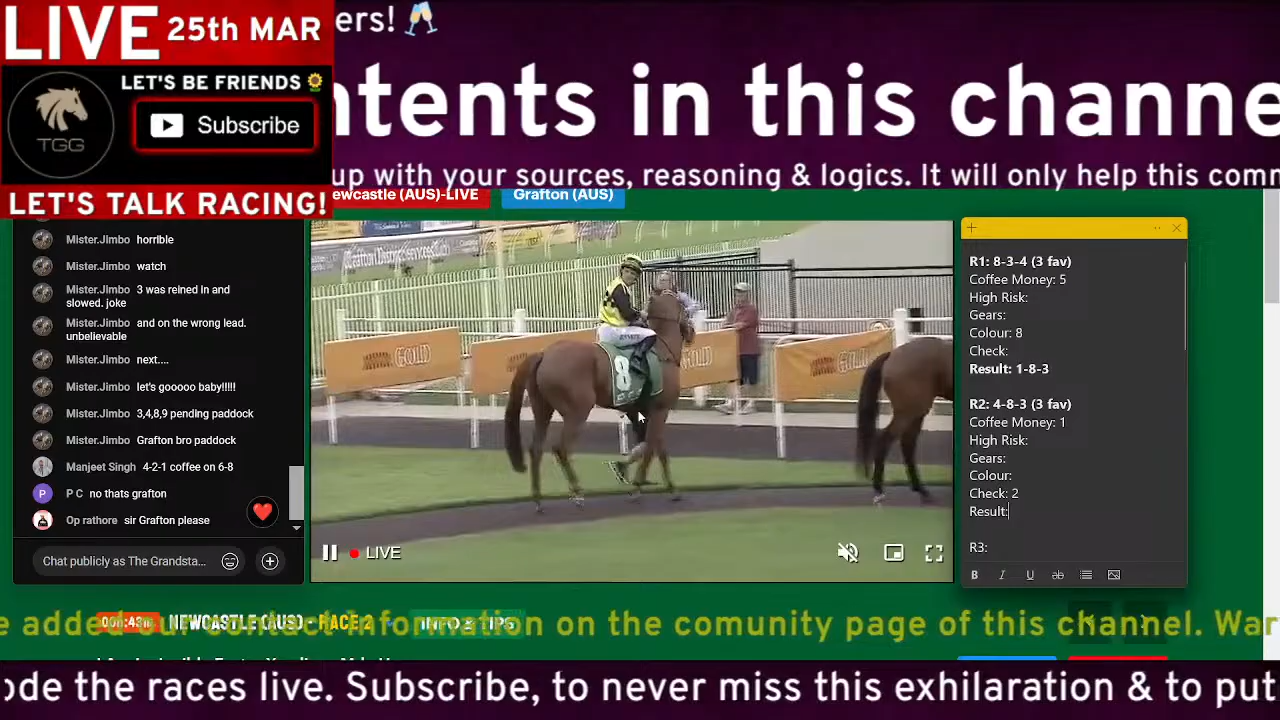 LIVE 25th MAR
ers! 🥂
LET'S BE FRIENDS 🌻
TGG
Subscribe
LET'S TALK RACING!
ntents in this channe
up with your sources, reasoning & logics. It will only help this comm
ewcastle (AUS)-LIVE
Grafton (AUS)
Mister.Jimbo horrible
Mister.Jimbo watch
Mister.Jimbo 3 was reined in and
slowed. joke
Mister.Jimbo and on the wrong lead.
unbelievable
Mister.Jimbo next....
Mister.Jimbo let's gooooo baby!!!!!
Mister.Jimbo 3,4,8,9 pending paddock
Mister.Jimbo Grafton bro paddock
Manjeet Singh 4-2-1 coffee on 6-8
P
P C no thats grafton
Op rathore sir Grafton please
Chat publicly as The Grandsta...
GOLD
GOLD
GOLD
8
LIVE
R1: 8-3-4 (3 fav)
Coffee Money: 5
High Risk:
Gears:
Colour: 8
Check:
Result: 1-8-3
R2: 4-8-3 (3 fav)
Coffee Money: 1
High Risk:
Gears:
Colour:
Check: 2
Result:
R3:
B I U ab
NEWCASTLE (AUS) - RACE 2
INFO & TIPS
e added our contact information on the comunity page of this channel. War
ode the races live. Subscribe, to never miss this exhilaration & to put